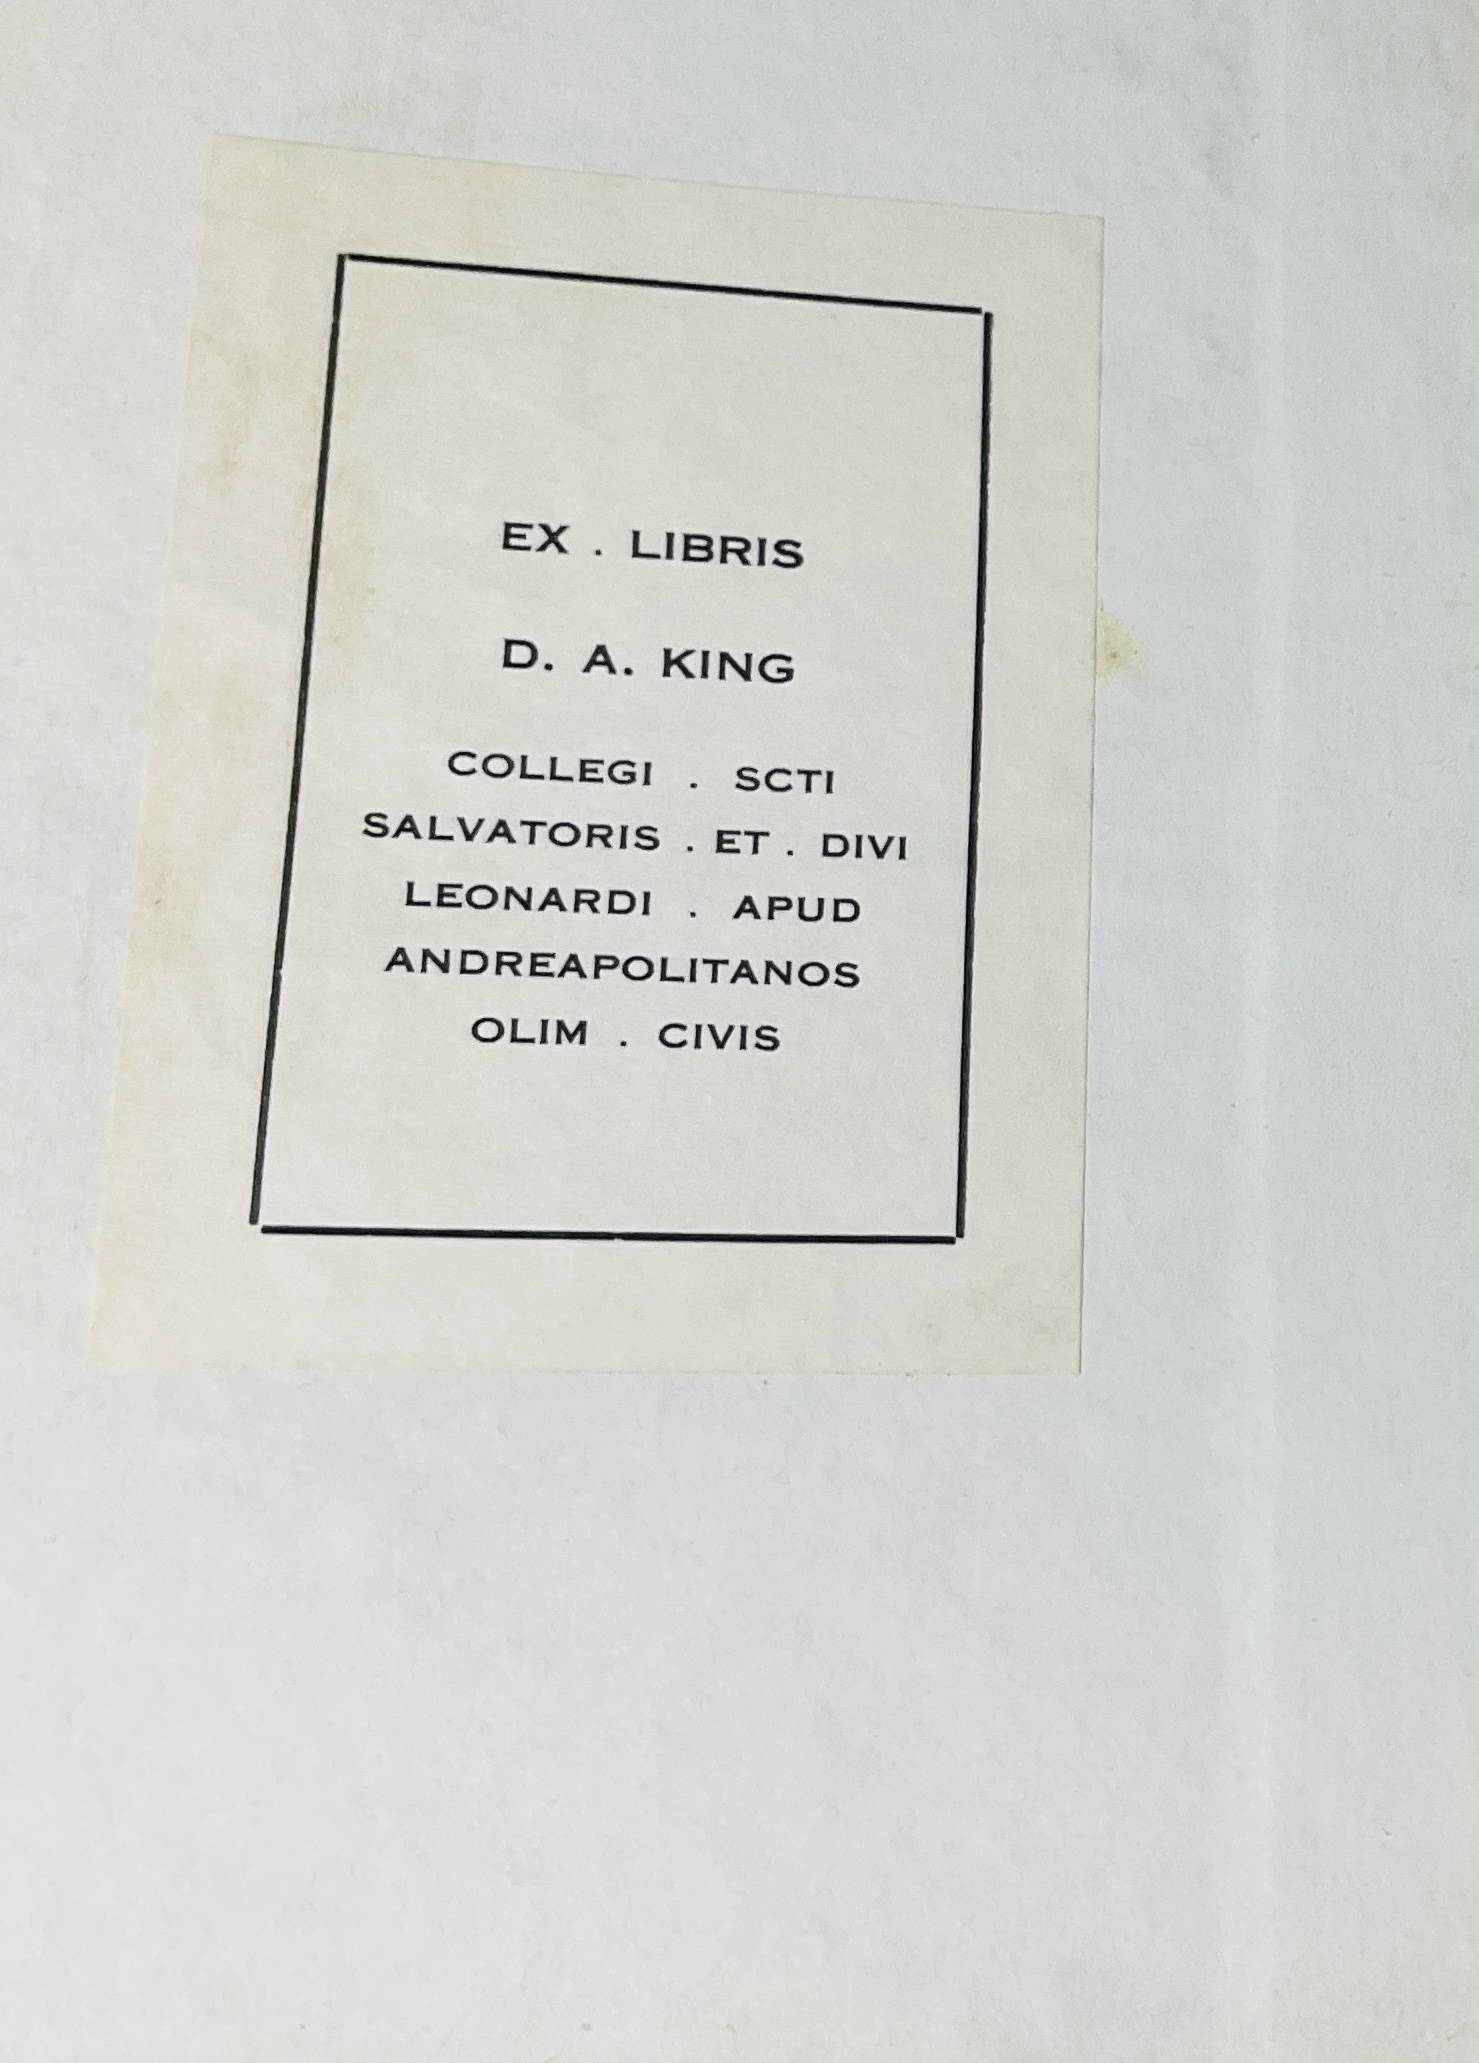 EX . LIBRIS
D. A. KING
COLLEGI . SCTI
SALVATORIS . ET . DIVI
LEONARDI . APUD
ANDREAPOLITANOS
OLIM . CIVIS